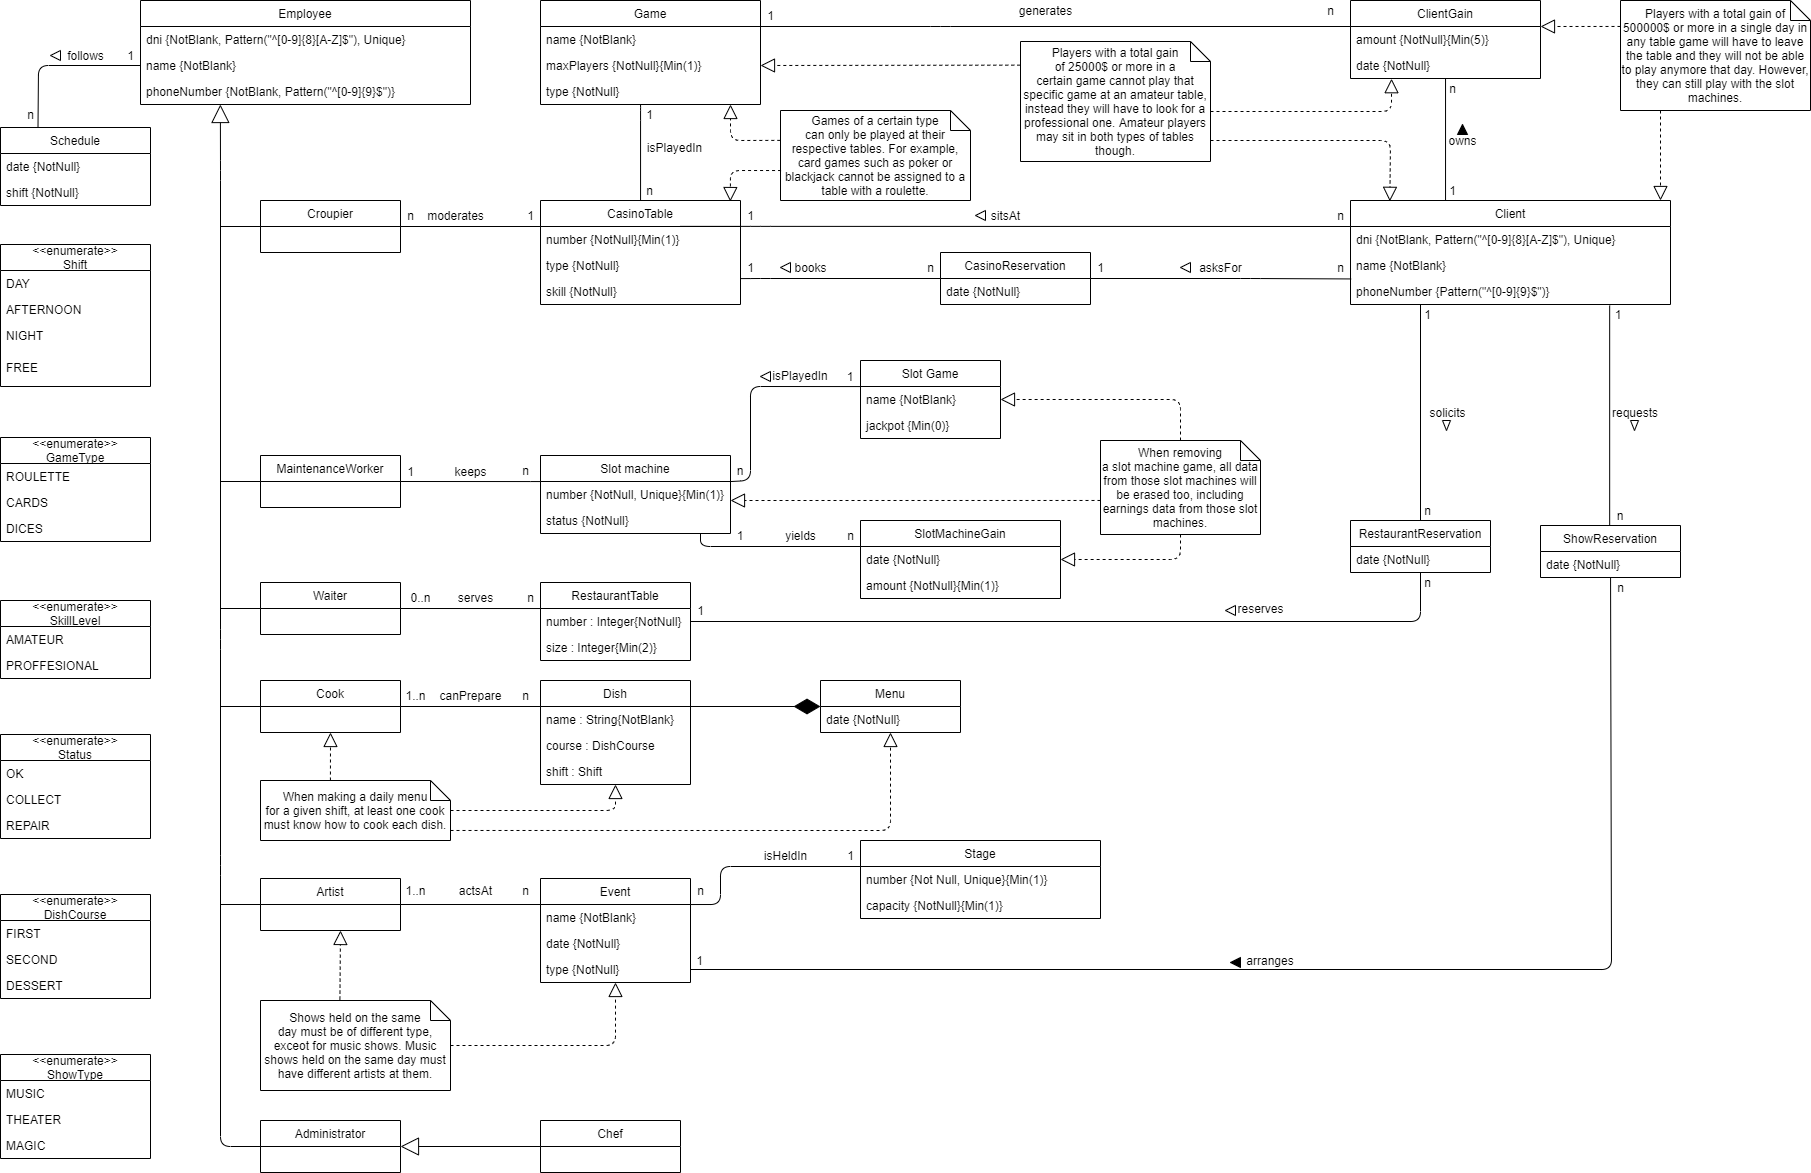 Employee
dni {NotBlank, Pattern("^[0-9]{8}[A-Z]$"), Unique}
name {NotBlank}
phoneNumber {NotBlank, Pattern("^[0-9]{9}$")}
follows
1
n
Schedule
date {NotNull}
shift {NotNull}
Game
name {NotBlank}
maxPlayers {NotNull}{Min(1)}
type {NotNull}
1
generates
n
ClientGain
amount {NotNull}{Min(5)}
date {NotNull}
Players with a total gain of
500000$ or more in a single day in
any table game will have to leave
the table and they will not be able
to play anymore that day. However,
they can still play with the slot
machines.
Players with a total gain
of 25000$ or more in a
certain game cannot play that
specific game at an amateur table,
instead they will have to look for a
professional one. Amateur players
may sit in both types of tables
though.
Games of a certain type
can only be played at their
respective tables. For example,
card games such as poker or
blackjack cannot be assigned to a
table with a roulette.
1
isPlayedIn
n
n
owns
1
Croupier
n
moderates
1
CasinoTable
number {NotNull}{Min(1)}
type {NotNull}
skill {NotNull}
1
sitsAt
n
Client
dni {NotBlank, Pattern("^[0-9]{8}[A-Z]$"), Unique}
name {NotBlank}
phoneNumber {Pattern("^[0-9]{9}$")}
1
books
n
CasinoReservation
date {NotNull}
1
asksFor
n
<<enumerate>>
Shift
DAY
AFTERNOON
NIGHT
FREE
1
solicits
n
1
requests
n
isPlayedIn
1
Slot Game
name {NotBlank}
jackpot {Min(0)}
<<enumerate>>
GameType
ROULETTE
CARDS
DICES
MaintenanceWorker
1
keeps
n
Slot machine
number {NotNull, Unique}{Min(1)}
status {NotNull}
n
When removing
a slot machine game, all data
from those slot machines will
be erased too, including
earnings data from those slot
machines.
1
yields
n
SlotMachineGain
date {NotNull}
amount {NotNull}{Min(1)}
RestaurantReservation
date {NotNull}
n
ShowReservation
date {NotNull}
n
<<enumerate>>
SkillLevel
AMATEUR
PROFFESIONAL
Waiter
0..n
serves
n
RestaurantTable
number : Integer{NotNull}
size : Integer{Min(2)}
1
reserves
Cook
1..n
canPrepare
n
Dish
name : String{NotBlank}
course : DishCourse
shift : Shift
Menu
date {NotNull}
<<enumerate>>
Status
OK
COLLECT
REPAIR
When making a daily menu
for a given shift, at least one cook
must know how to cook each dish.
isHeldIn
1
Stage
number {Not Null, Unique}{Min(1)}
capacity {NotNull}{Min(1)}
Artist
1..n
actsAt
n
Event
name {NotBlank}
date {NotNull}
type {NotNull}
n
1
arranges
<<enumerate>>
DishCourse
FIRST
SECOND
DESSERT
Shows held on the same
day must be of different type,
exceot for music shows. Music
shows held on the same day must
have different artists at them.
<<enumerate>>
ShowType
MUSIC
THEATER
MAGIC
Administrator
Chef